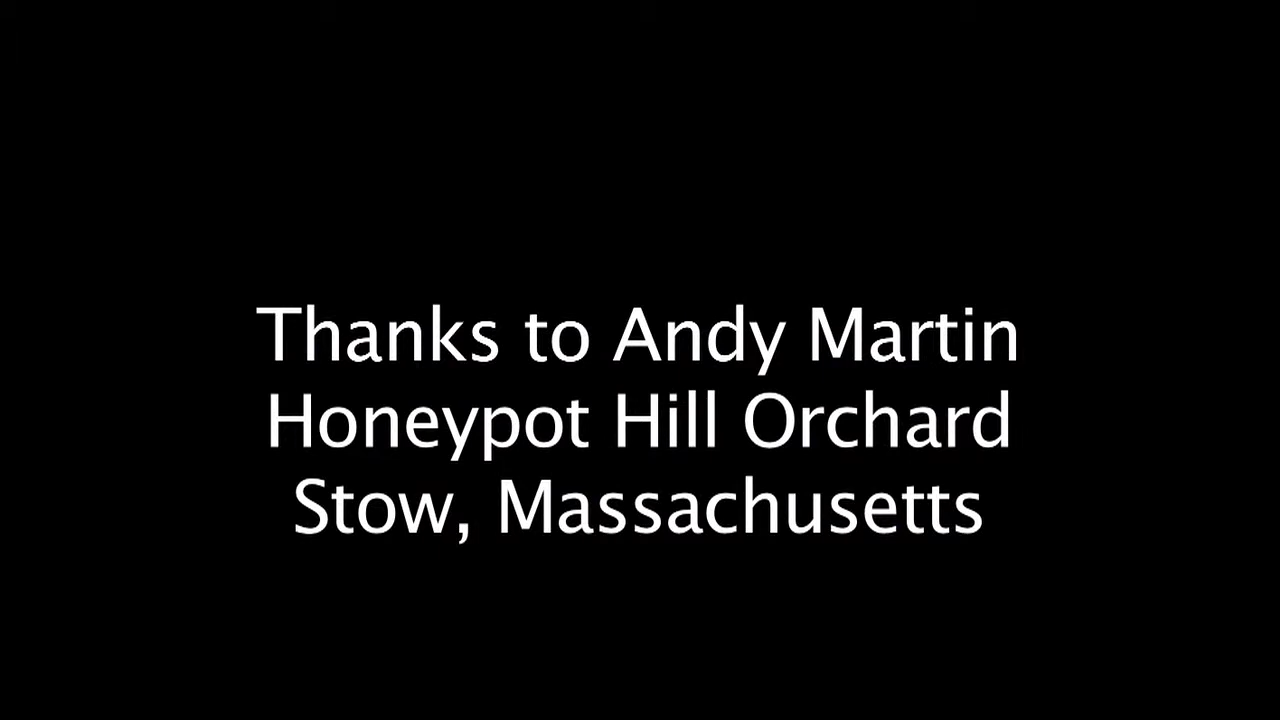 Thanks to Andy Martin
Honeypot Hill Orchard
Stow, Massachusetts